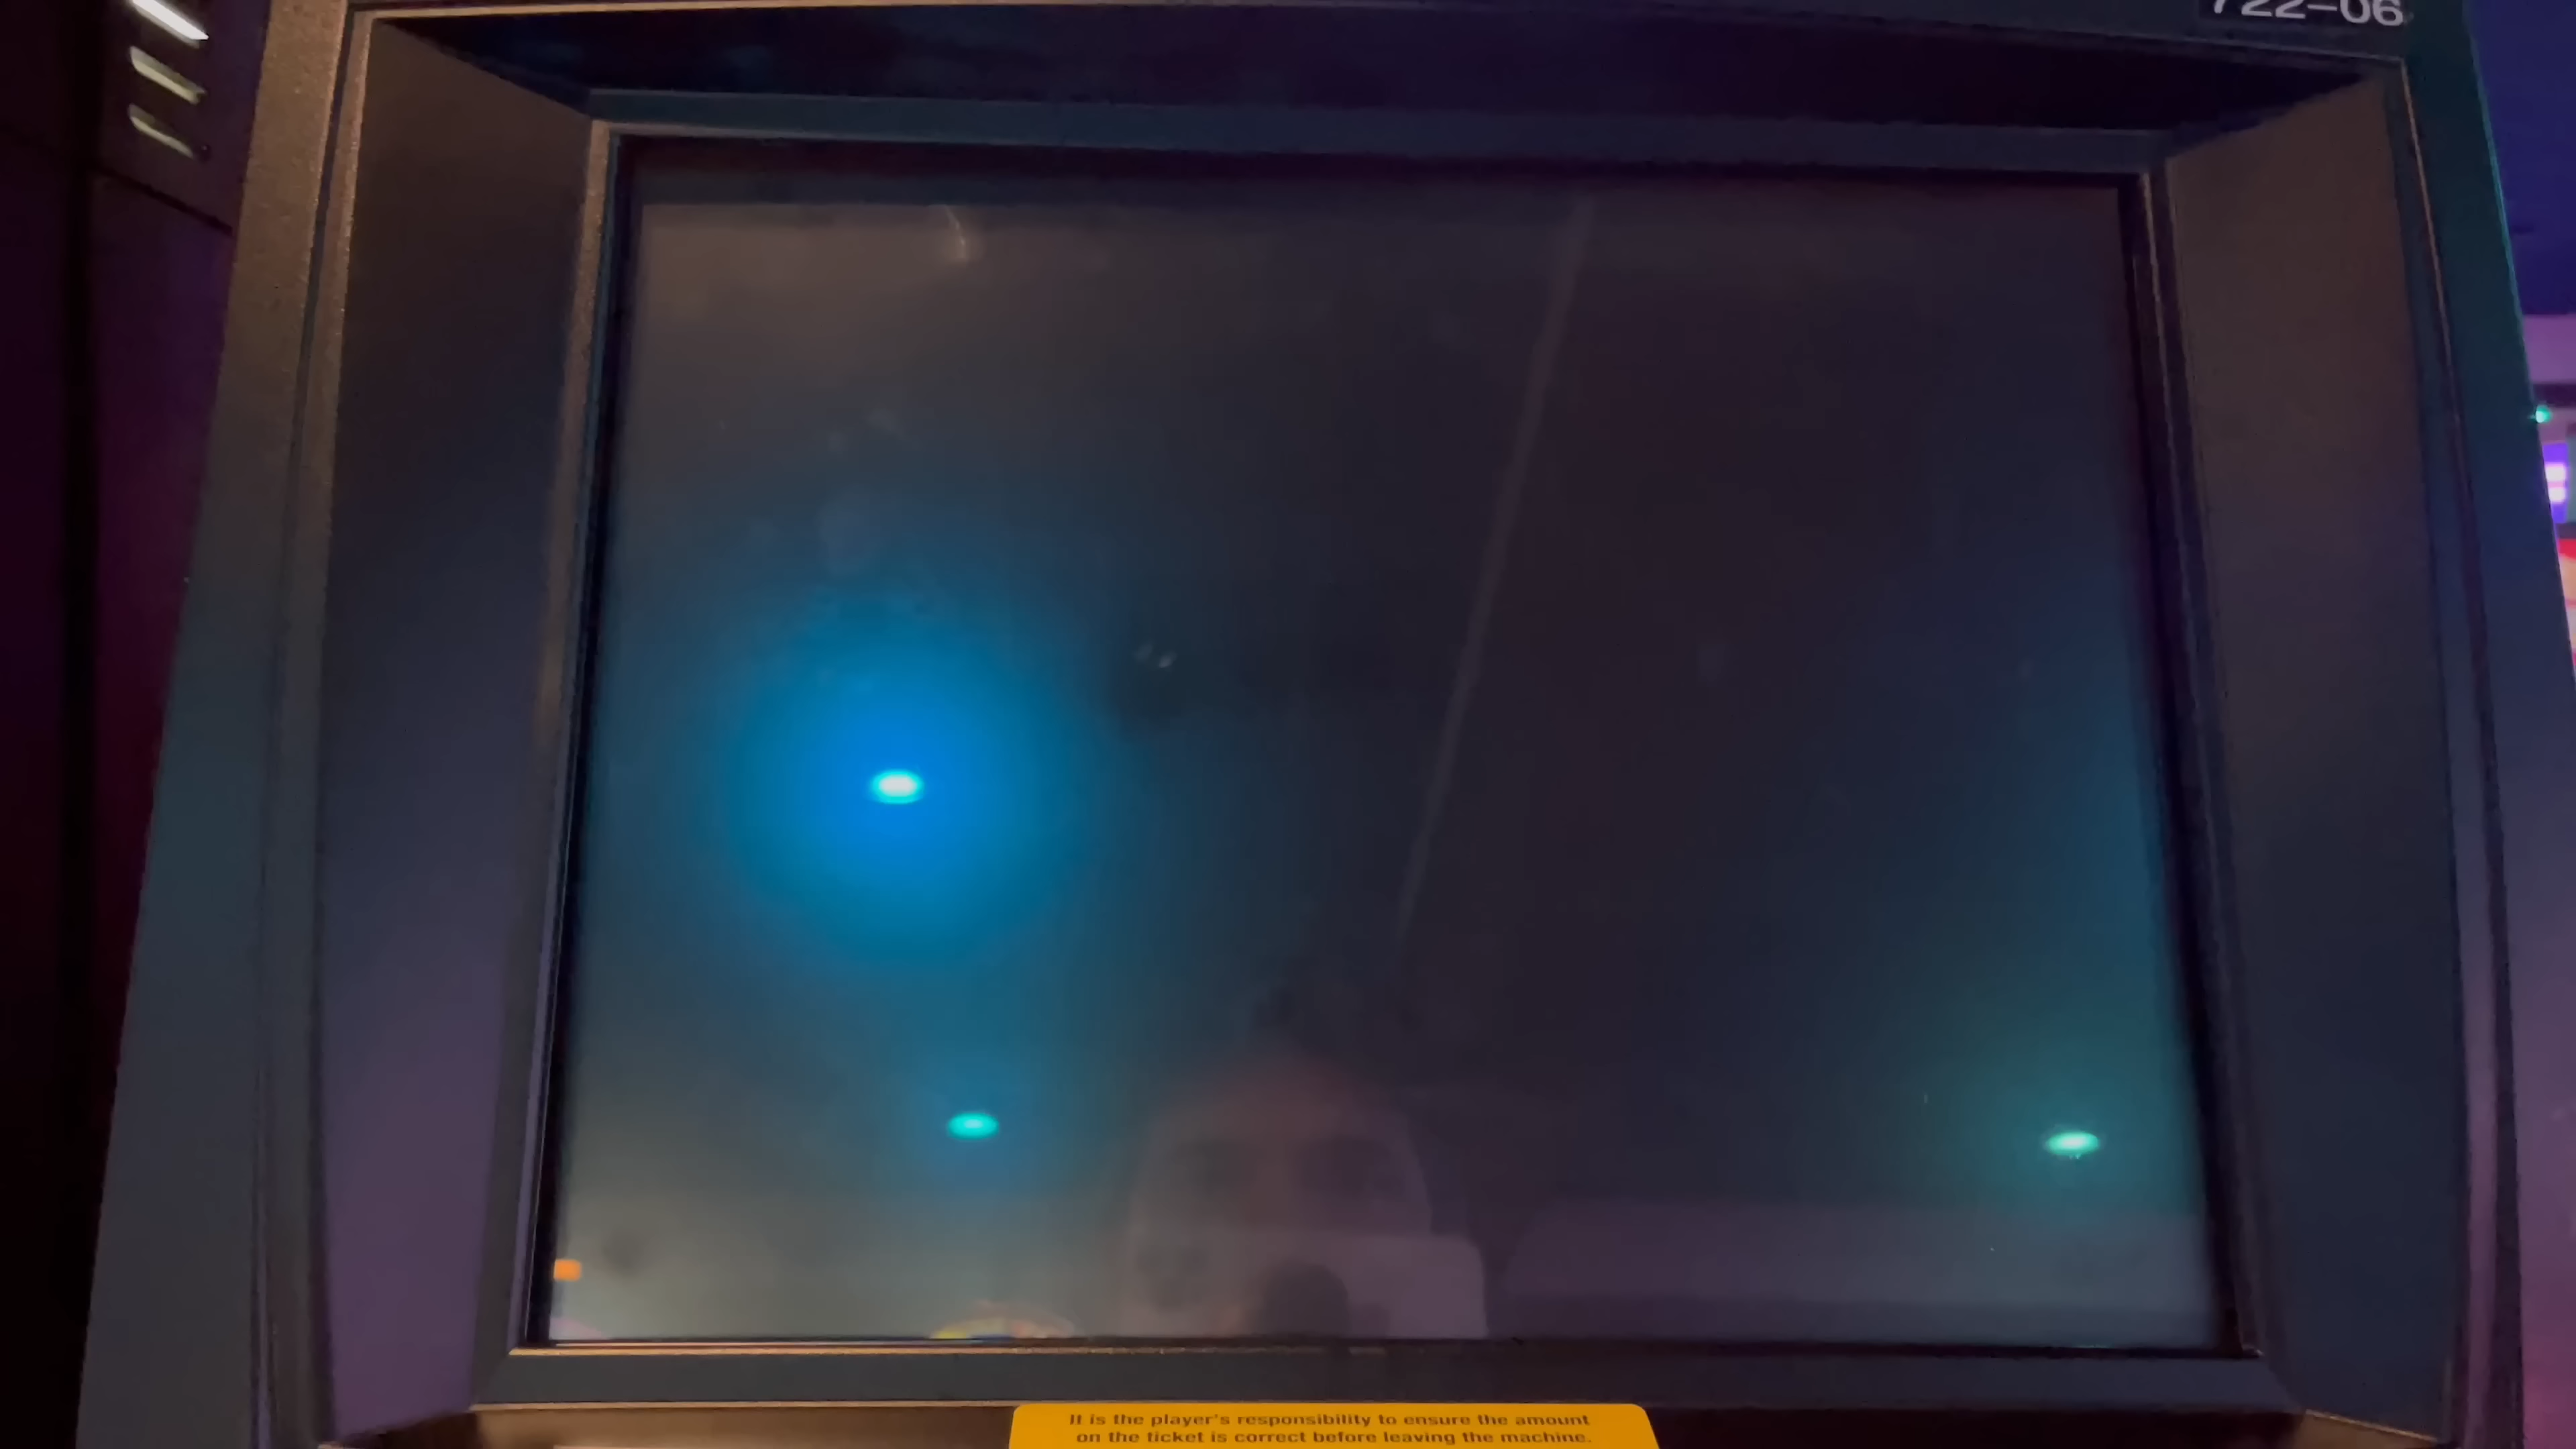 722-06
It is the player's responsibility to ensure the amount
on the ticket is correct before leaving the machine.